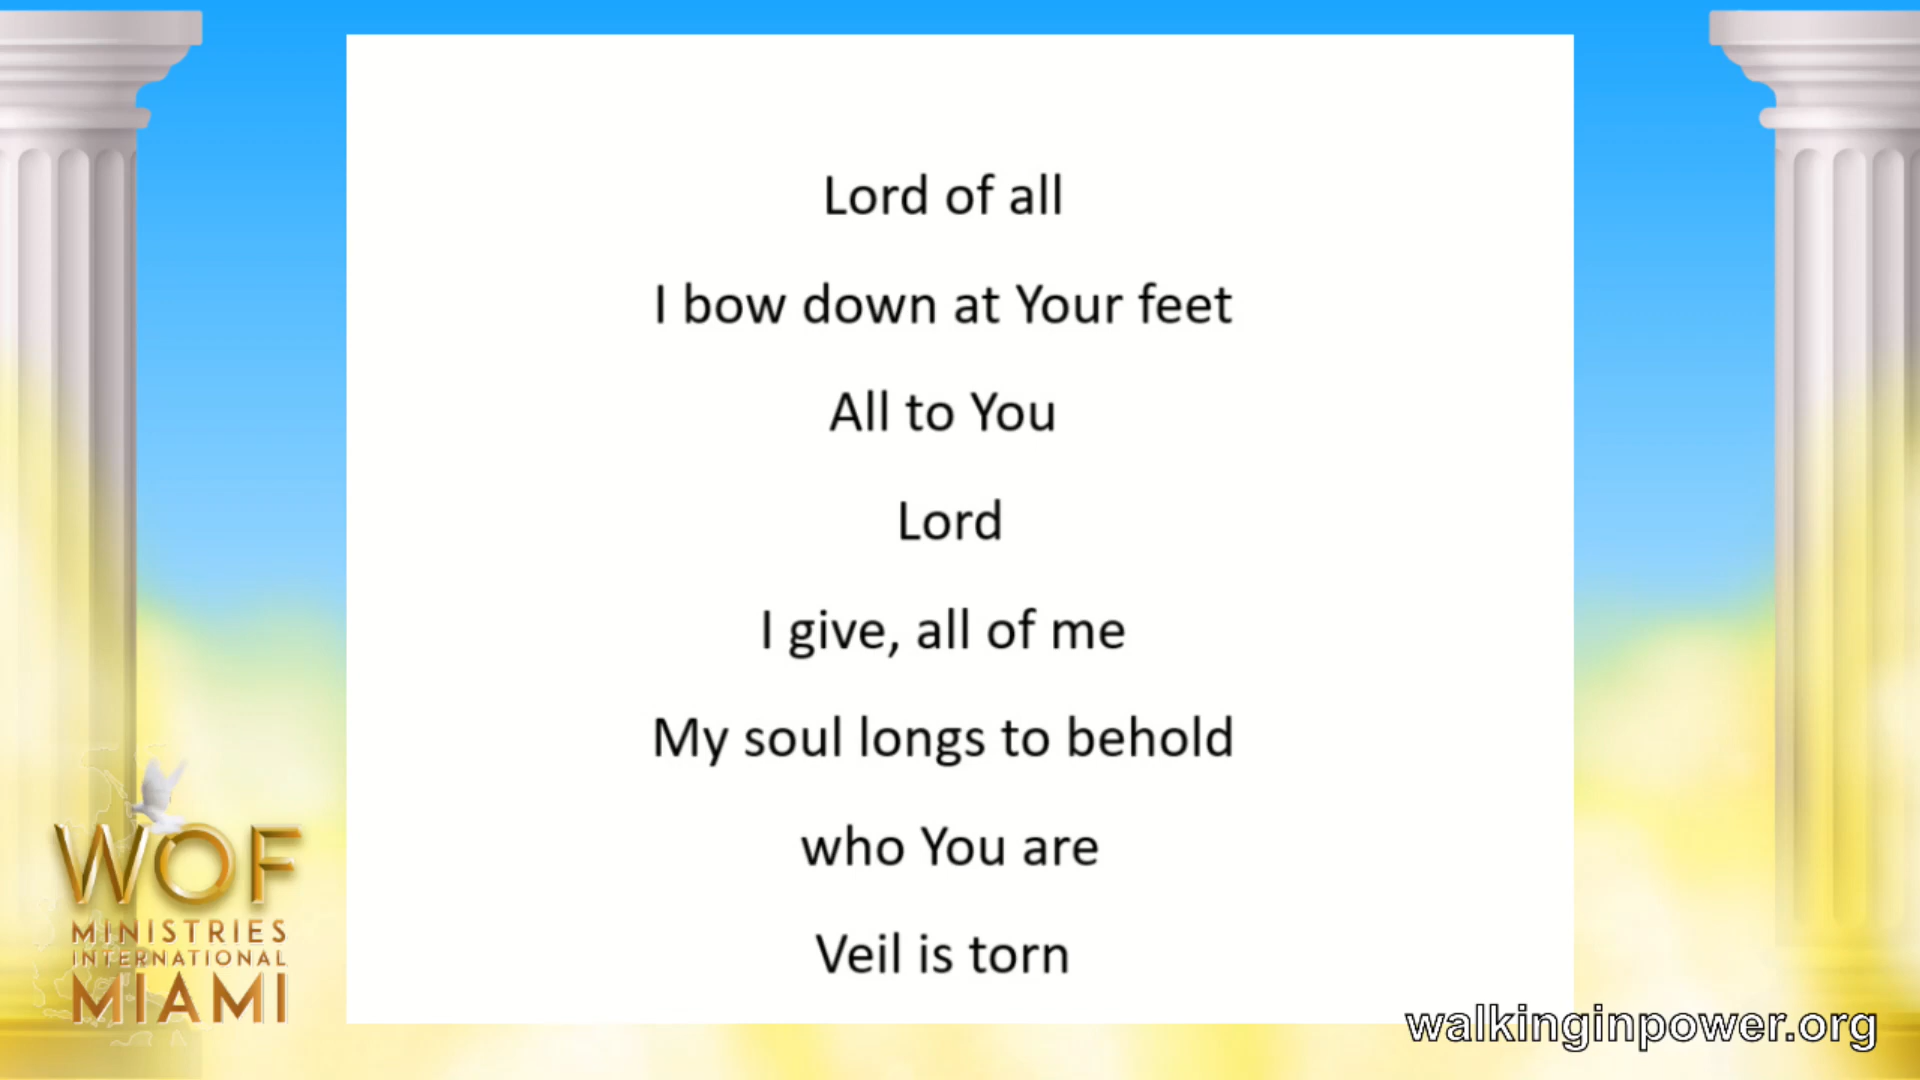 Lord of all
I bow down at Your feet
All to You
Lord
I give, all of me
My soul longs to behold
who You are
Veil is torn
WOF
MINISTRIES
INTERNATIONAL
MIAMI
walkinginpower.org